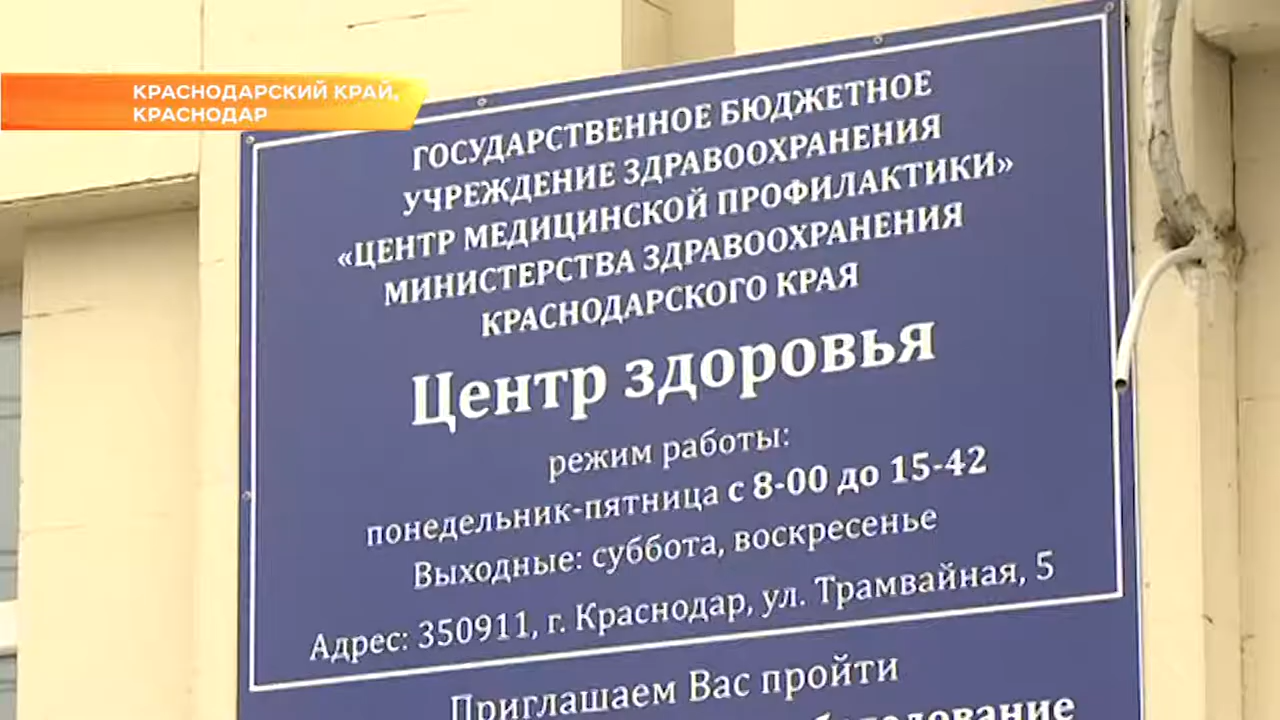 КРАСНОДАРСКИЙ КРАЙ,
КРАСНОДАР
ГОСУДАРСТВЕННОЕ БЮДЖЕТНОЕ
УЧРЕЖДЕНИЕ ЗДРАВООХРАНЕНИЯ
«ЦЕНТР МЕДИЦИНСКОЙ ПРОФИЛАКТИКИ»
МИНИСТЕРСТВА ЗДРАВООХРАНЕНИЯ
КРАСНОДАРСКОГО КРАЯ
Центр здоровья
режим работы:
понедельник-пятница с 8-00 до 15-42
Выходные: суббота, воскресенье
Адрес: 350911, г. Краснодар, ул. Трамвайная, 5
Приглашаем Вас пройти